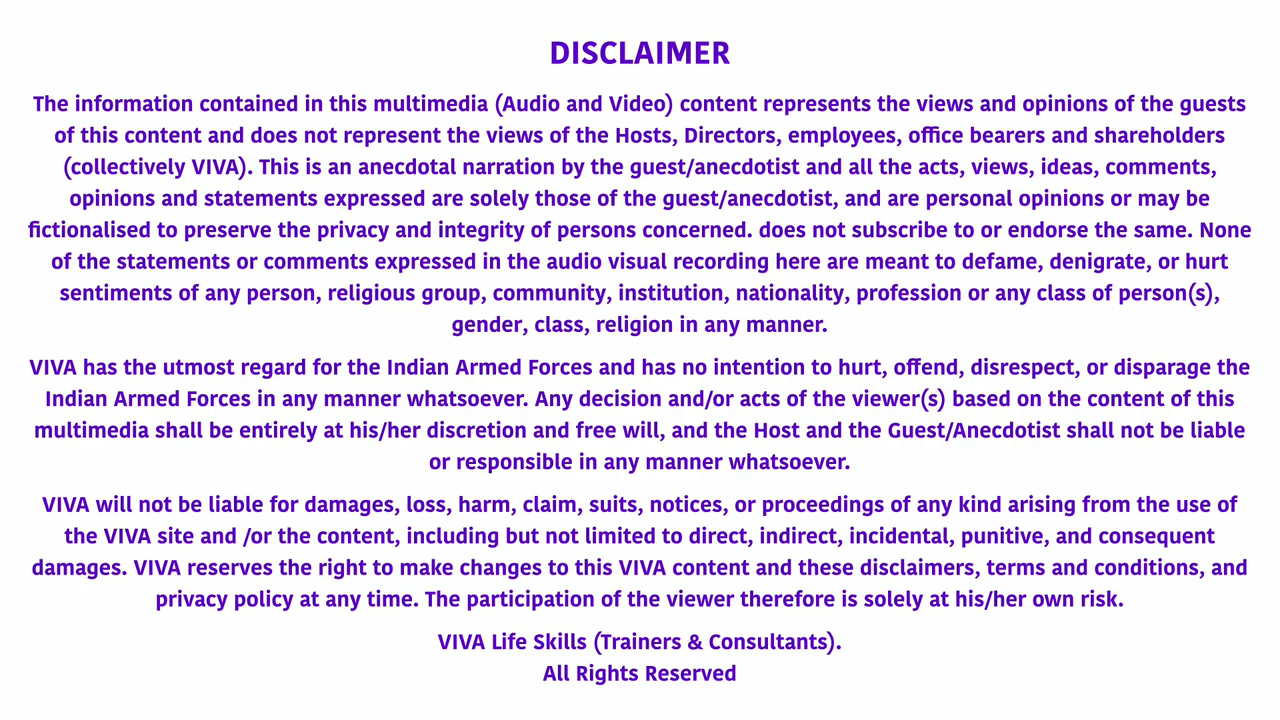 DISCLAIMER
The information contained in this multimedia (Audio and Video) content represents the views and opinions of the guests
of this content and does not represent the views of the Hosts, Directors, employees, office bearers and shareholders
(collectively VIVA). This is an anecdotal narration by the guest/anecdotist and all the acts, views, ideas, comments,
opinions and statements expressed are solely those of the guest/anecdotist, and are personal opinions or may be
fictionalised to preserve the privacy and integrity of persons concerned. does not subscribe to or endorse the same. None
of the statements or comments expressed in the audio visual recording here are meant to defame, denigrate, or hurt
sentiments of any person, religious group, community, institution, nationality, profession or any class of person(s),
gender, class, religion in any manner.
VIVA has the utmost regard for the Indian Armed Forces and has no intention to hurt, offend, disrespect, or disparage the
Indian Armed Forces in any manner whatsoever. Any decision and/or acts of the viewer(s) based on the content of this
multimedia shall be entirely at his/her discretion and free will, and the Host and the Guest/Anecdotist shall not be liable
or responsible in any manner whatsoever.
VIVA will not be liable for damages, loss, harm, claim, suits, notices, or proceedings of any kind arising from the use of
the VIVA site and /or the content, including but not limited to direct, indirect, incidental, punitive, and consequent
damages. VIVA reserves the right to make changes to this VIVA content and these disclaimers, terms and conditions, and
privacy policy at any time. The participation of the viewer therefore is solely at his/her own risk.
VIVA Life Skills (Trainers & Consultants).
All Rights Reserved